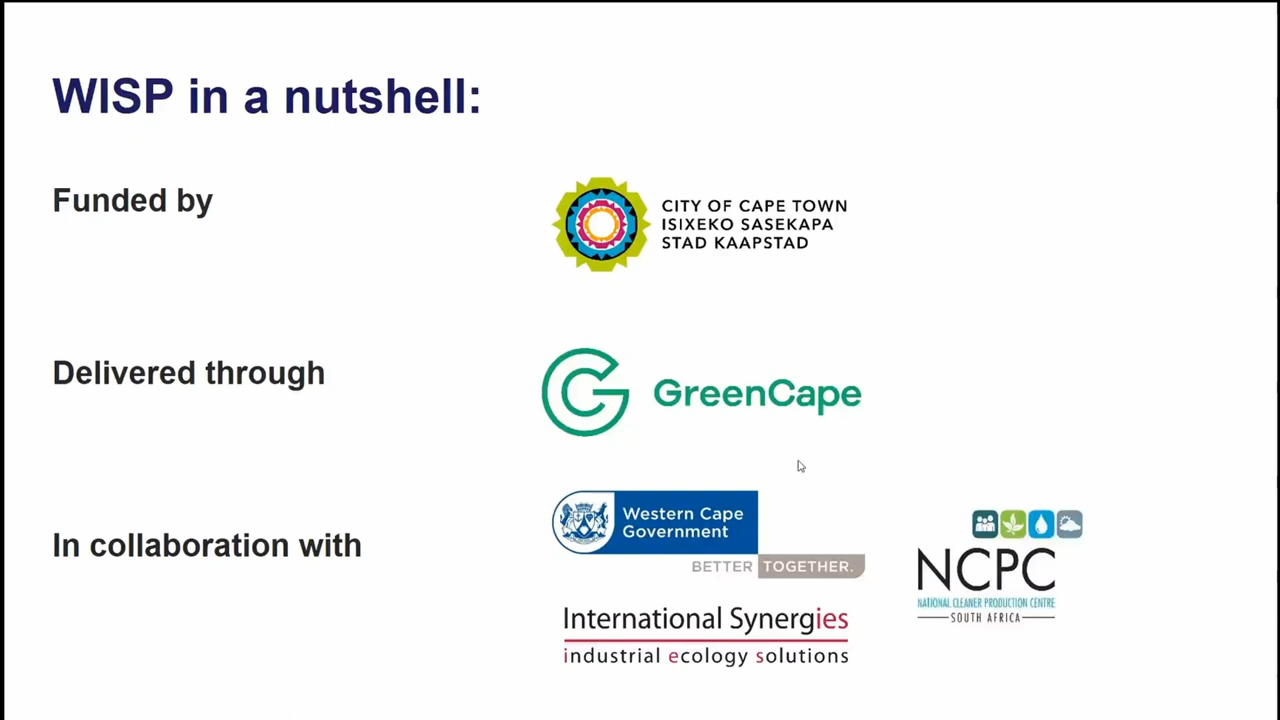 WISP in a nutshell:
Funded by
CITY OF CAPE TOWN
ISIXEKO SASEKAPA
STAD KAAPSTAD
Delivered through
GreenCape
In collaboration with
Western Cape
Government
BETTER TOGETHER.
NCPC
NATIONAL CLEANER PRODUCTION CENTRE
SOUTH AFRICA
International Synergies
industrial ecology solutions